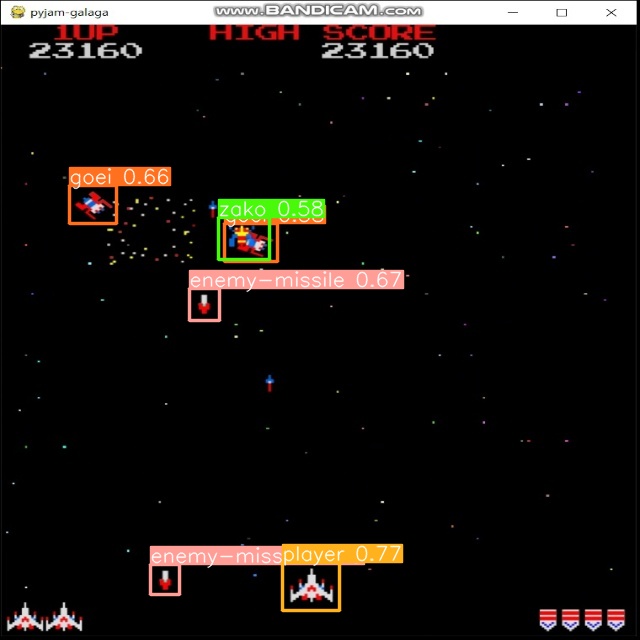 pyjam-galaga
www.BANDICAM.com
1UP HIGH SCORE
23160 23160
goei 0.66
zako 0.58
enemy-missile 0.67
enemy-miss
player 0.77